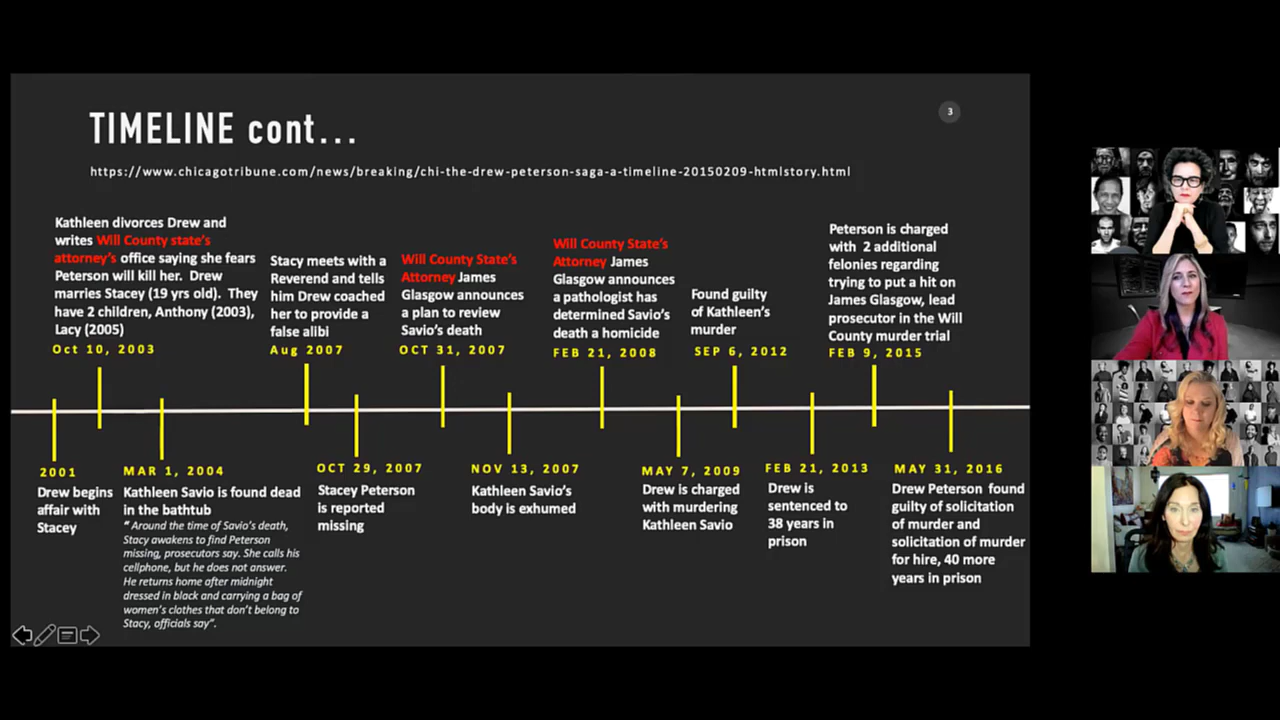 TIMELINE cont...
3
https://www.chicagotribune.com/news/breaking/chi-the-drew-peterson-saga-a-timeline-20150209-htmlstory.html
Kathleen divorces Drew and
writes Will County state's
attorney's office saying she fears
Peterson will kill her. Drew
marries Stacey (19 yrs old). They
have 2 children, Anthony (2003),
Lacy (2005)
Oct 10, 2003
Stacy meets with a
Reverend and tells
him Drew coached
her to provide a
false alibi
Aug 2007
Will County State's
Attorney James
Glasgow announces
a plan to review
Savio's death
OCT 31, 2007
Will County State's
Attorney James
Glasgow announces
a pathologist has
determined Savio's
death a homicide
FEB 21, 2008
Found guilty
of Kathleen's
murder
SEP 6, 2012
Peterson is charged
with 2 additional
felonies regarding
trying to put a hit on
James Glasgow, lead
prosecutor in the Will
County murder trial
FEB 9, 2015
2001
Drew begins
affair with
Stacey
MAR 1, 2004
Kathleen Savio is found dead
in the bathtub
" Around the time of Savio's death,
Stacy awakens to find Peterson
missing, prosecutors say. She calls his
cellphone, but he does not answer.
He returns home after midnight
dressed in black and carrying a bag of
women's clothes that don't belong to
Stacy, officials say".
OCT 29, 2007
Stacey Peterson
is reported
missing
NOV 13, 2007
Kathleen Savio's
body is exhumed
MAY 7, 2009
Drew is charged
with murdering
Kathleen Savio
FEB 21, 2013
Drew is
sentenced to
38 years in
prison
MAY 31, 2016
Drew Peterson found
guilty of solicitation
of murder and
solicitation of murder
for hire, 40 more
years in prison